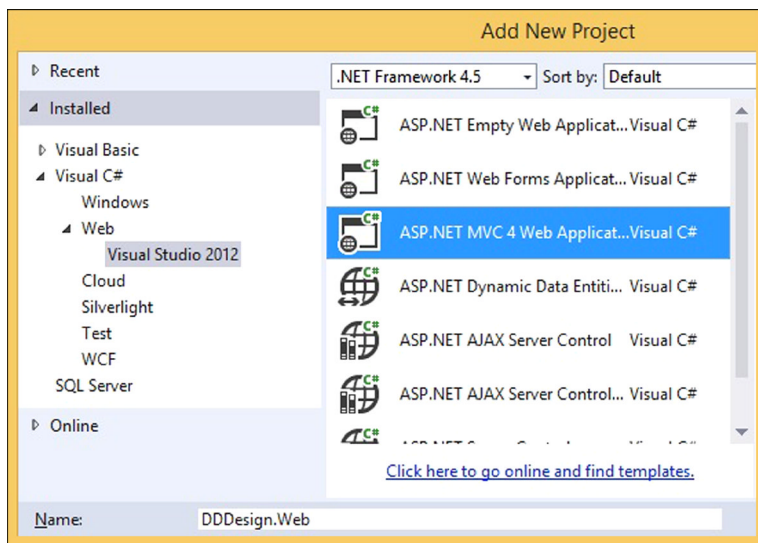 Add New Project
Recent
Installed
Visual Basic
Visual C#
Windows
Web
Visual Studio 2012
Cloud
Silverlight
Test
WCF
SQL Server
Online
.NET Framework 4.5 Sort by: Default
ASP.NET Empty Web Applicat... Visual C#
ASP.NET Web Forms Applicat... Visual C#
ASP.NET MVC 4 Web Applicat... Visual C#
ASP.NET Dynamic Data Entiti... Visual C#
ASP.NET AJAX Server Control Visual C#
ASP.NET AJAX Server Control... Visual C#
Click here to go online and find templates.
Name: DDDesign.Web